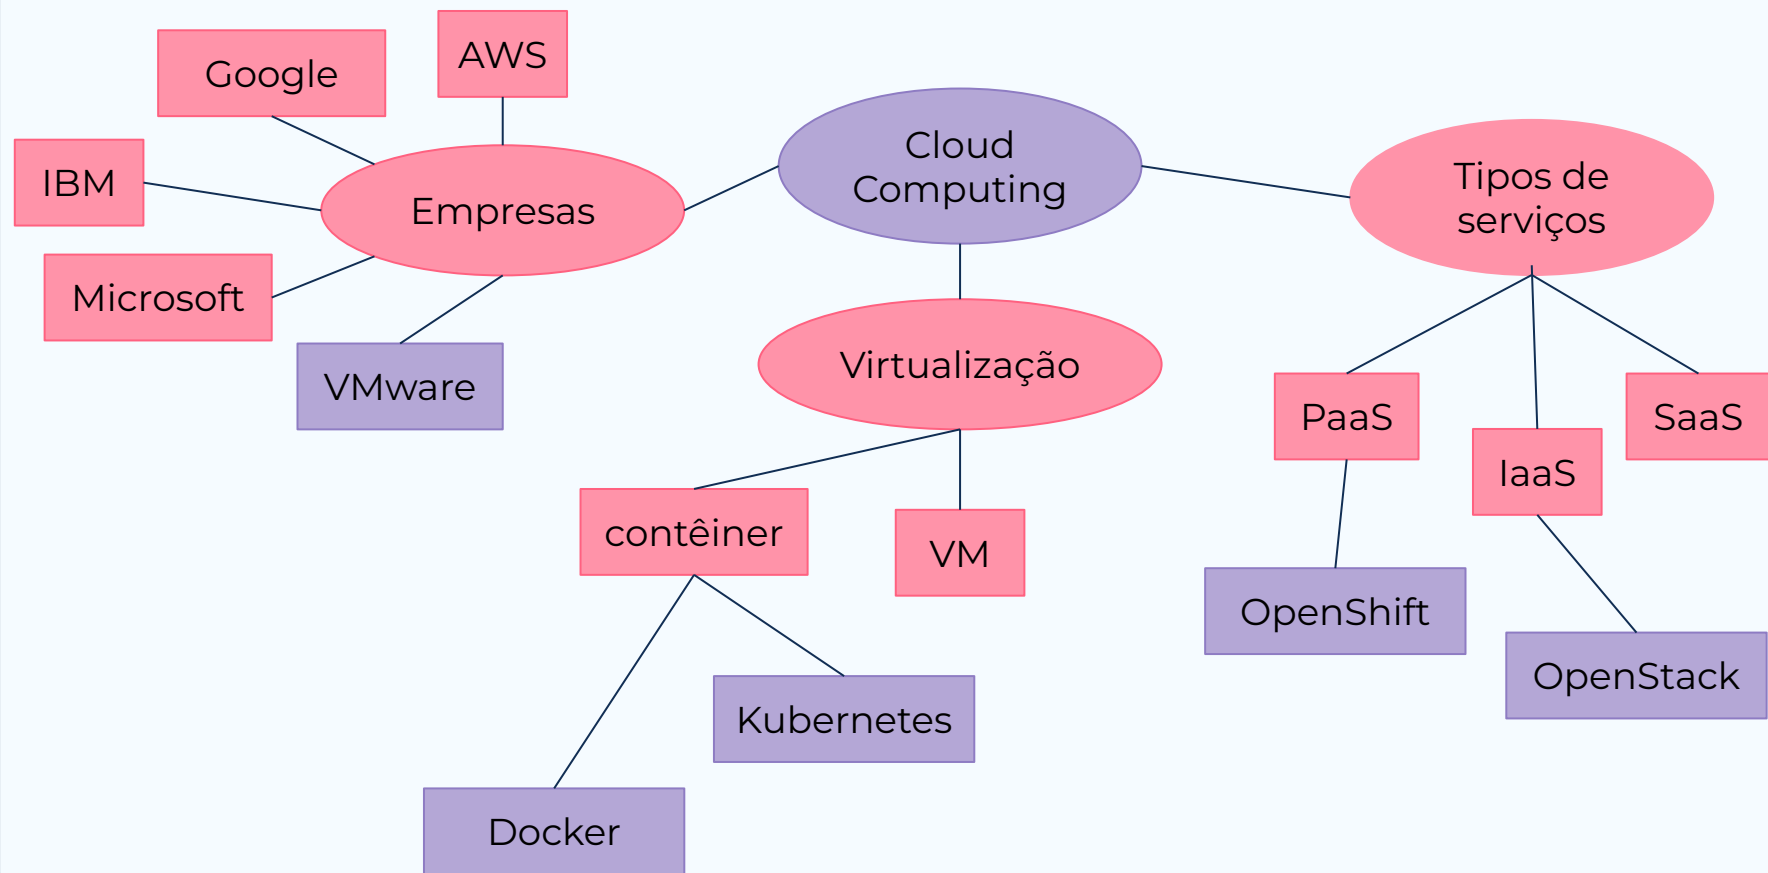 AWS
Google
Cloud
Computing
IBM
Tipos de
serviços
Empresas
Microsoft
VMware
Virtualização
PaaS
SaaS
IaaS
contêiner
VM
OpenShift
OpenStack
Kubernetes
Docker